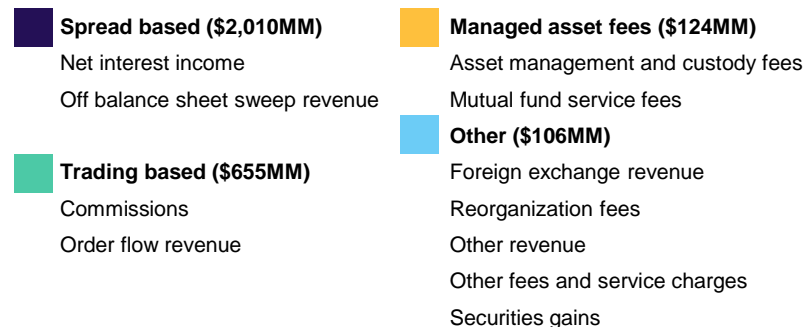 Spread based ($2,010MM)
Net interest income
Off balance sheet sweep revenue
Trading based ($655MM)
Commissions
Order flow revenue
Managed asset fees ($124MM)
Asset management and custody fees
Mutual fund service fees
Other ($106MM)
Foreign exchange revenue
Reorganization fees
Other revenue
Other fees and service charges
Securities gains